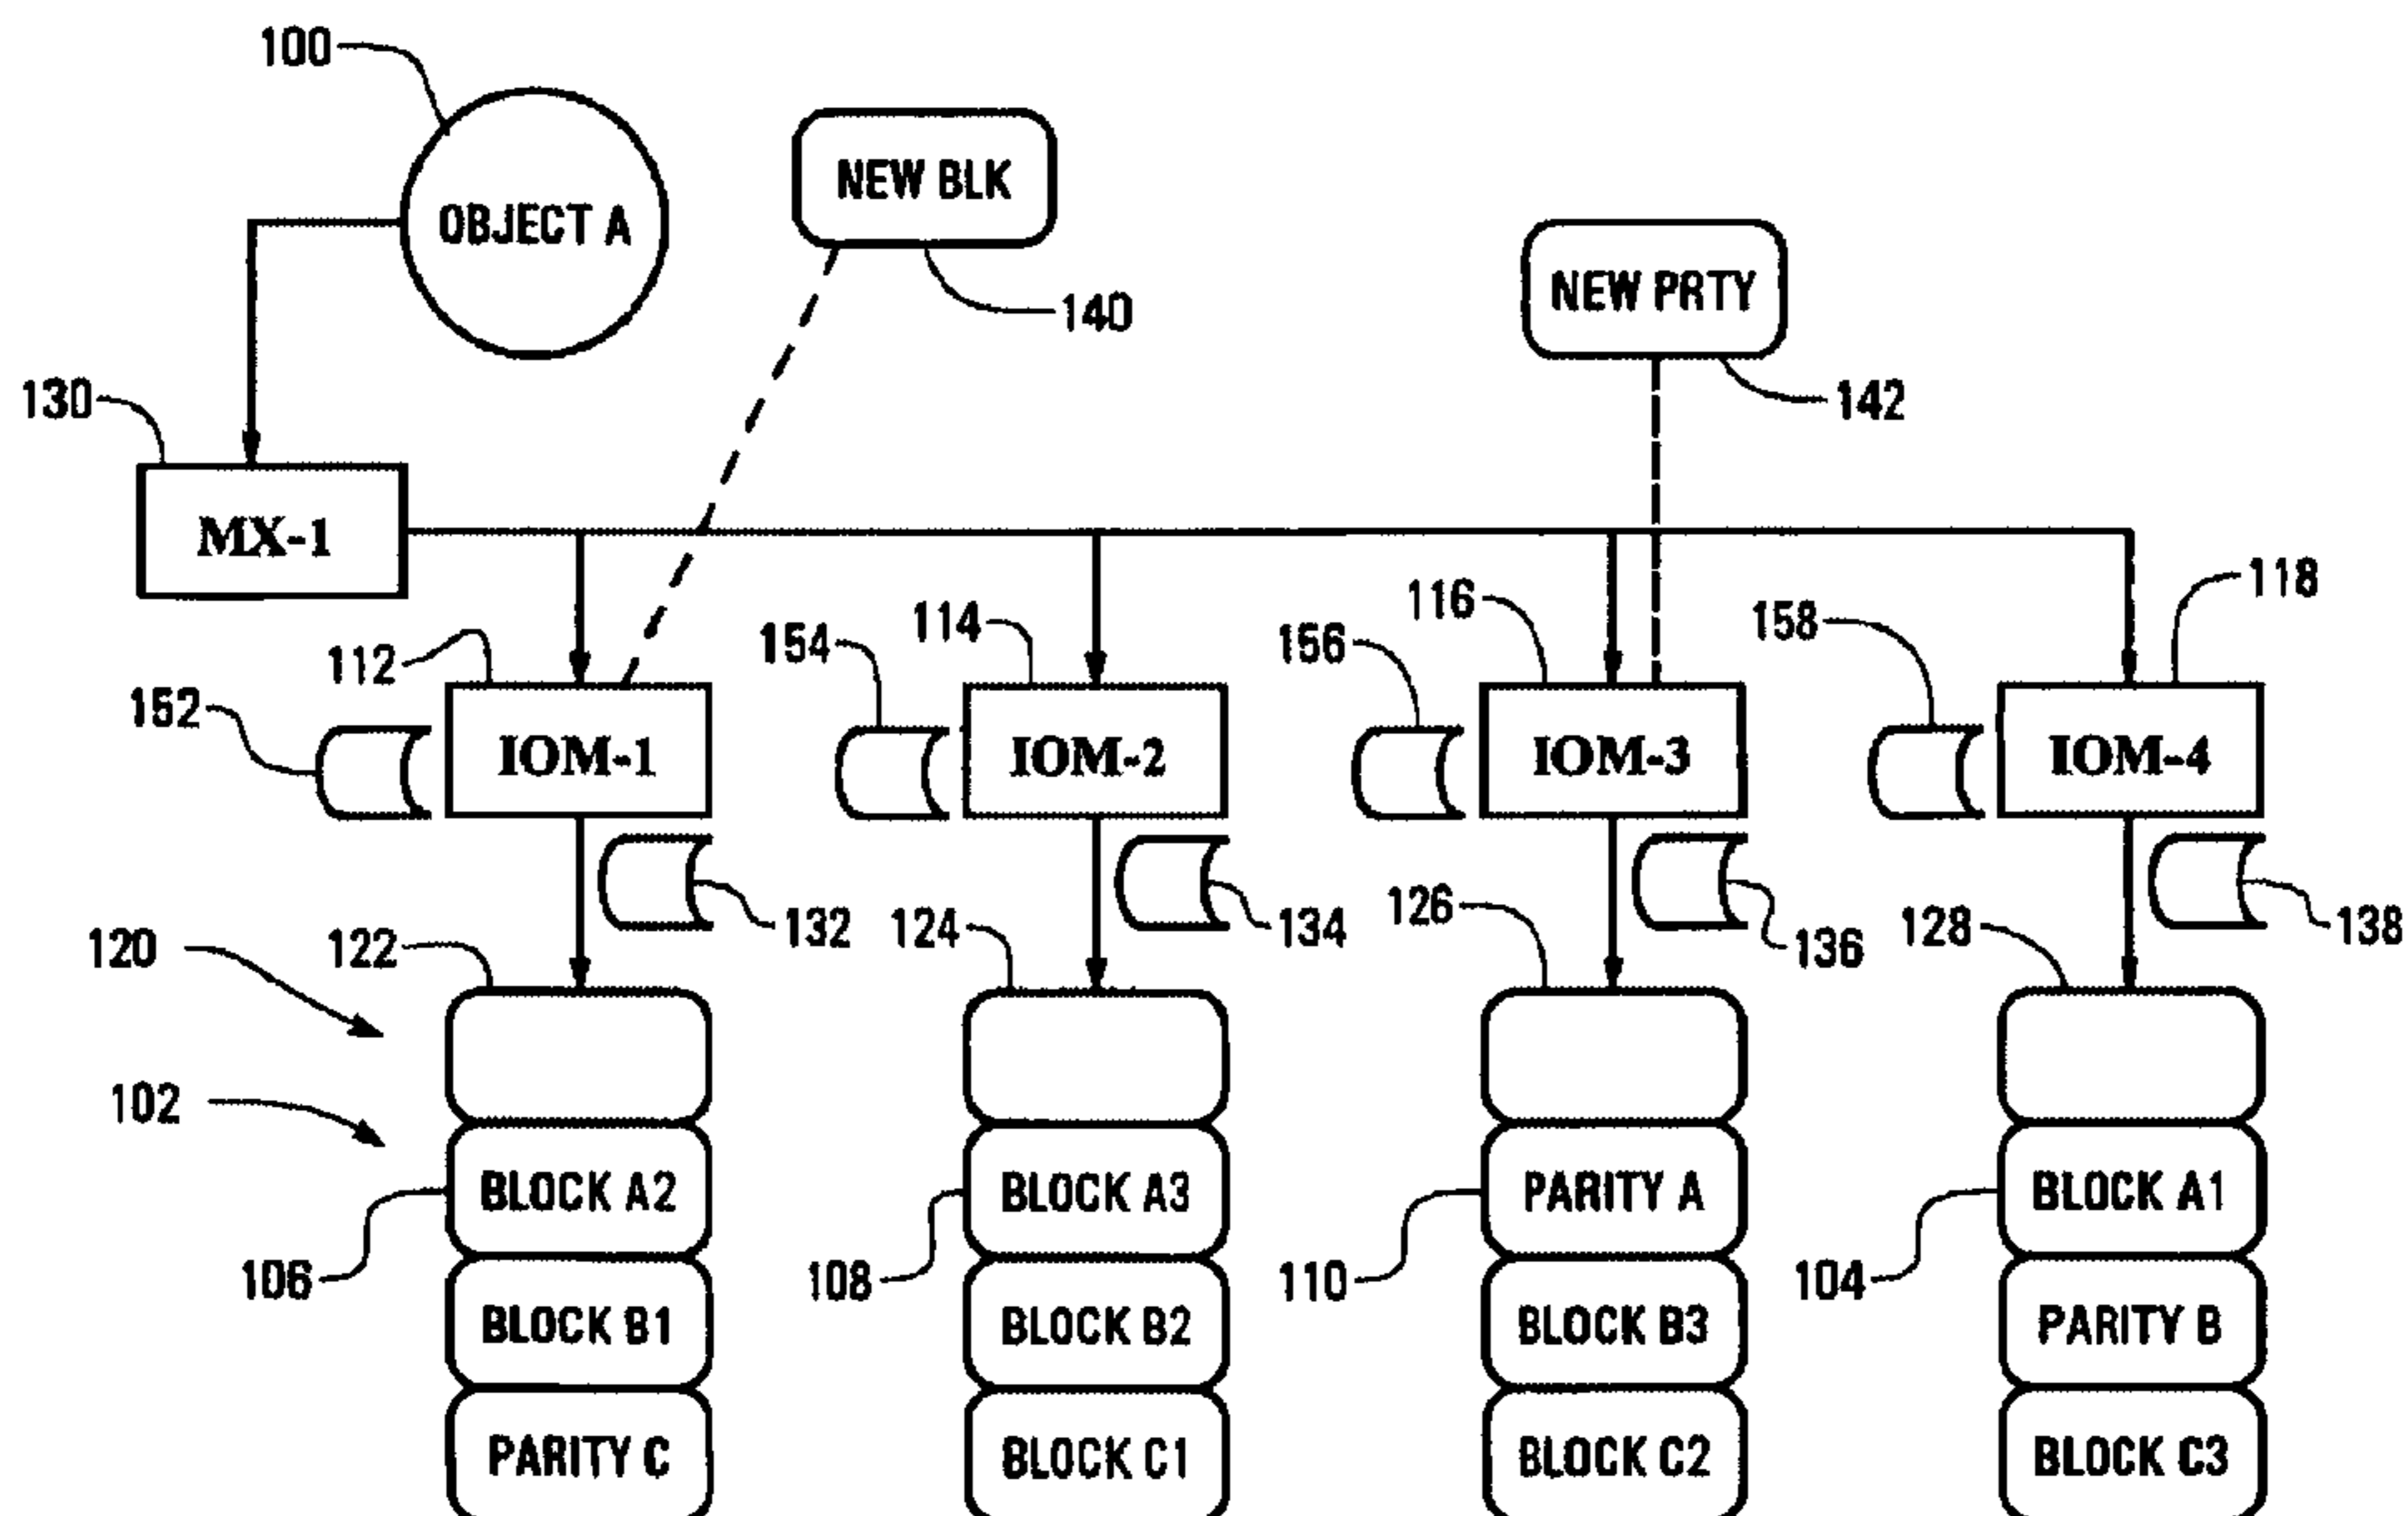 100
OBJECT A
NEW BLK
140
NEW PRTY
142
130
MX-1
112
152
IOM-1
154
114
IOM-2
156
116
IOM-3
158
118
IOM-4
132
134
136
138
120
122
124
126
128
102
BLOCK A2
BLOCK A3
PARITY A
BLOCK A1
106
108
110
104
BLOCK B1
BLOCK B2
BLOCK B3
PARITY B
PARITY C
BLOCK C1
BLOCK C2
BLOCK C3